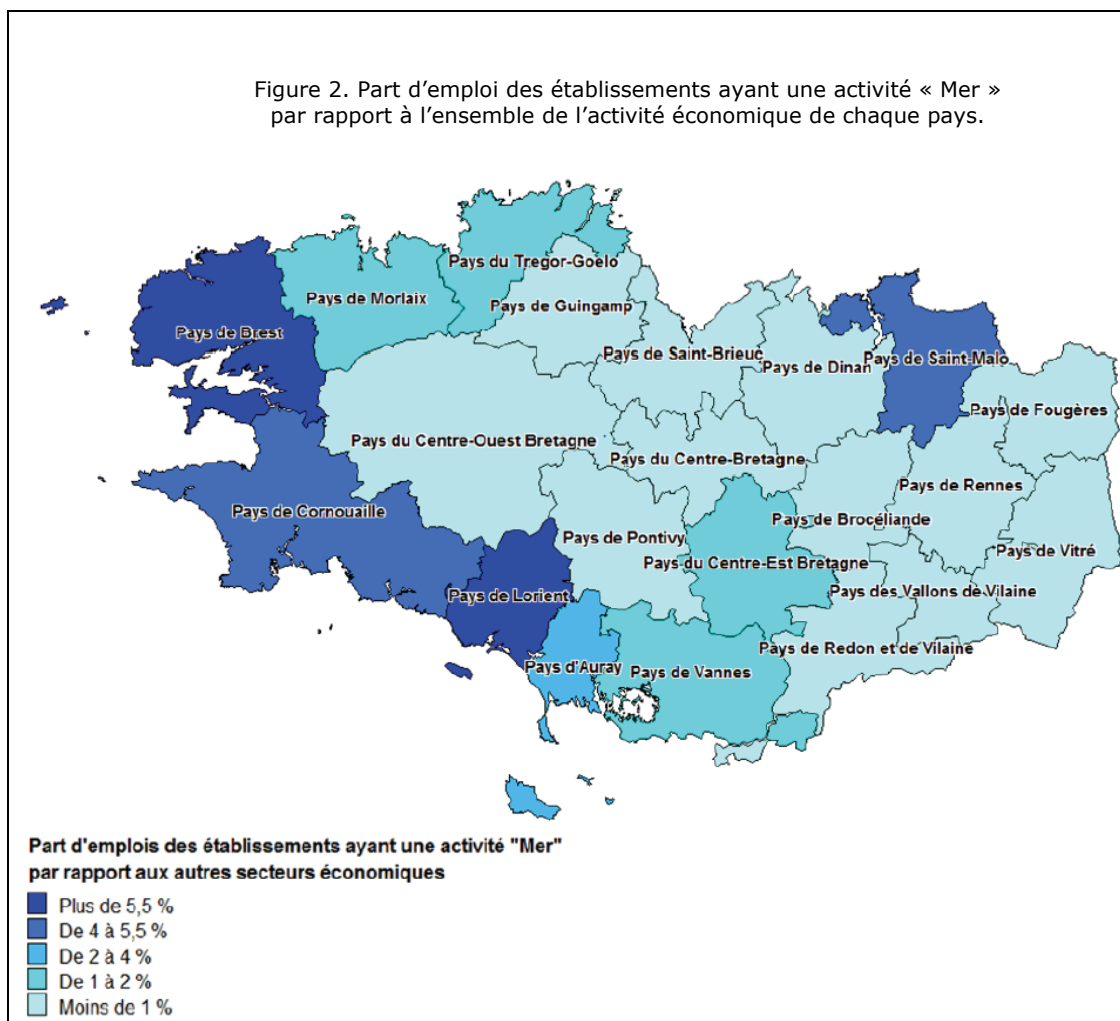 Figure 2. Part d'emploi des établissements ayant une activité « Mer »
par rapport à l'ensemble de l'activité économique de chaque pays.
Pays du Tregor-Goëlo
Pays de Morlaix
Pays de Guingamp
Pays de Brest
Pays de Saint-Brieuc
Pays de Dinan
Pays de Saint-Malo
Pays de Fougères
Pays du Centre-Ouest Bretagne
Pays du Centre-Bretagne
Pays de Rennes
Pays de Cornouaille
Pays de Brocéliande
Pays de Pontivy
Pays de Vitré
Pays du Centre-Est Bretagne
Pays des Vallons de Vilaine
Pays de Lorient
Pays de Redon et de Vilaine
Pays d'Auray
Pays de Vannes
Part d'emplois des établissements ayant une activité "Mer"
par rapport aux autres secteurs économiques
Plus de 5,5 %
De 4 à 5,5 %
De 2 à 4 %
De 1 à 2 %
Moins de 1 %